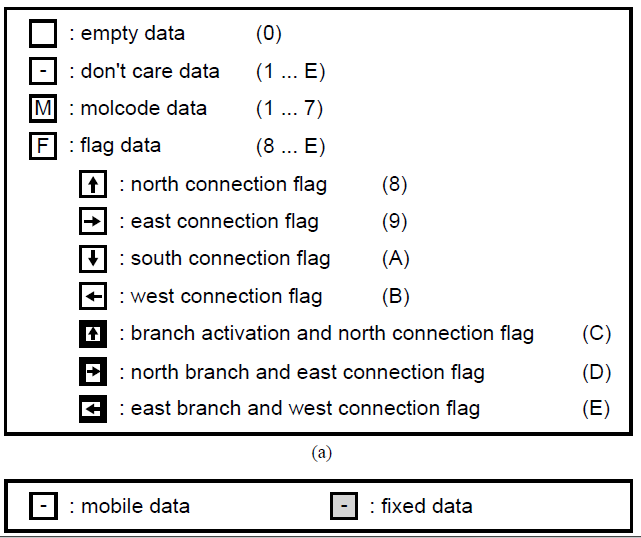 : empty data (0)
- : don't care data (1 ... E)
M : molcode data (1 ... 7)
F : flag data (8 ... E)
↑ : north connection flag (8)
→ : east connection flag (9)
↓ : south connection flag (A)
← : west connection flag (B)
↑ : branch activation and north connection flag (C)
→ : north branch and east connection flag (D)
← : east branch and west connection flag (E)
(a)
- : mobile data - : fixed data